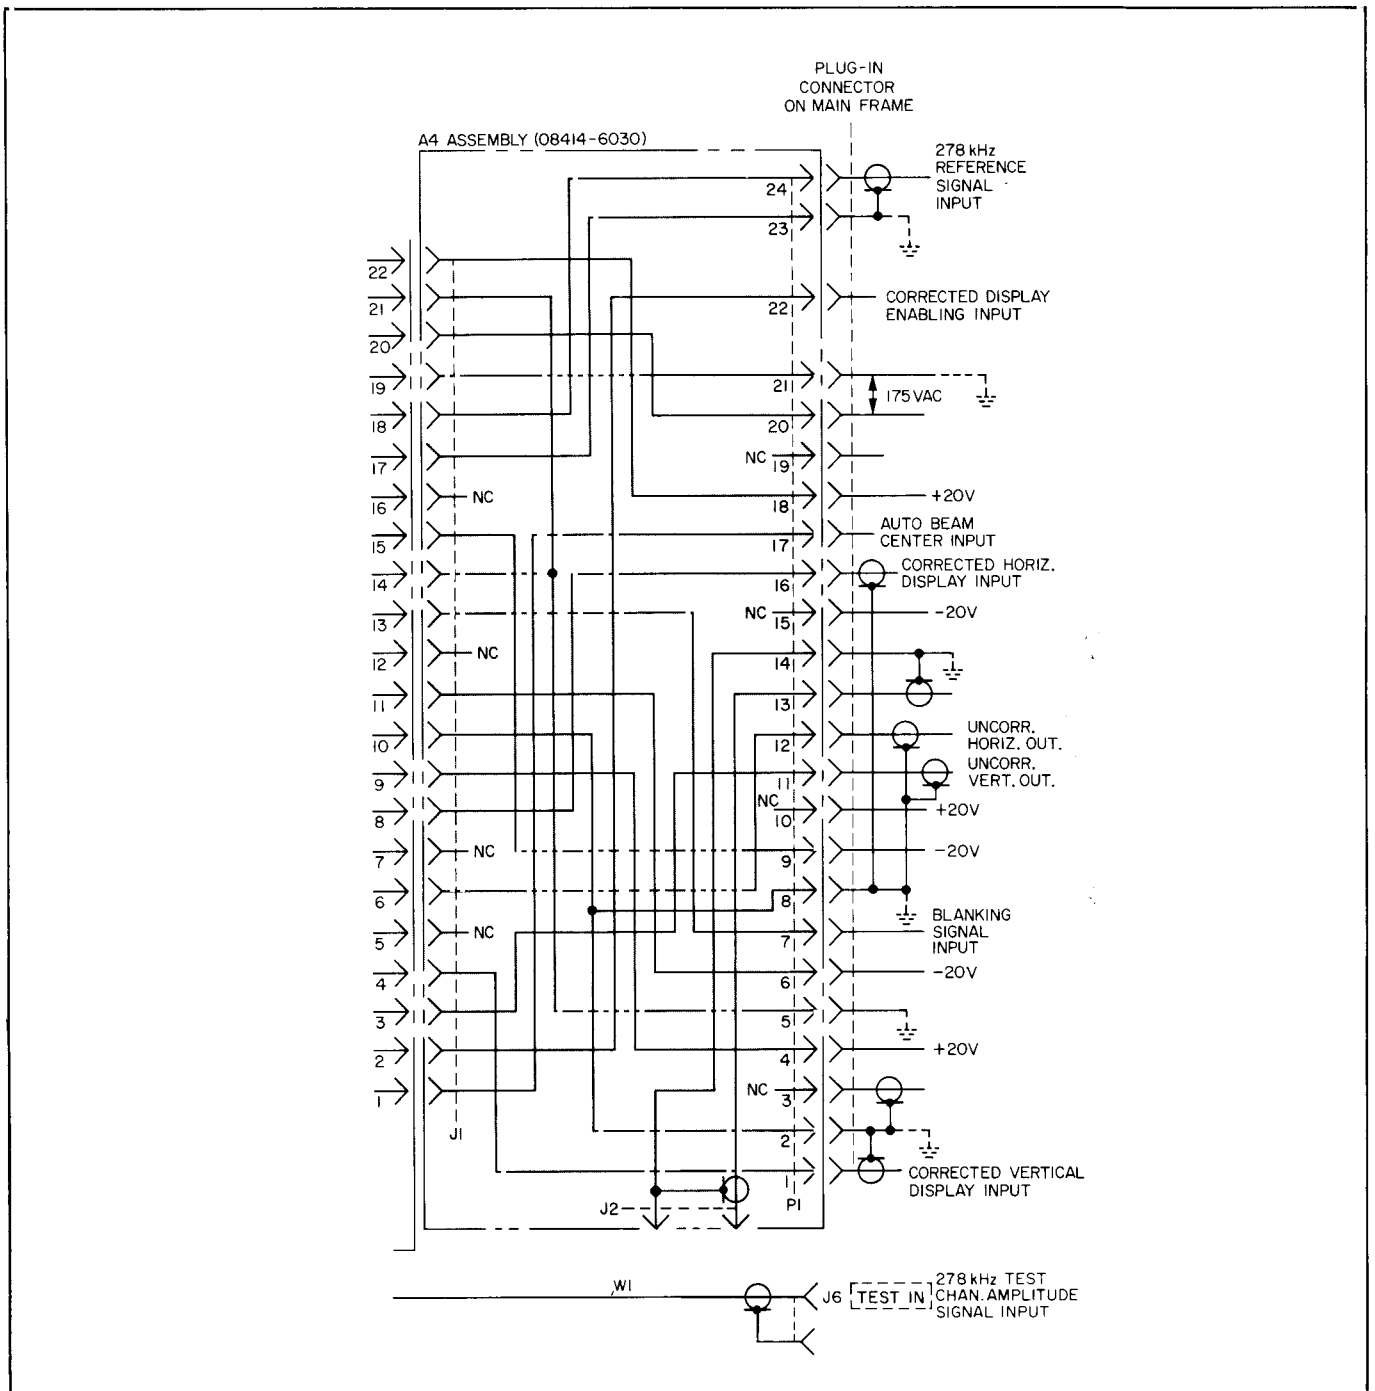 PLUG-IN
CONNECTOR
ON MAIN FRAME
A4 ASSEMBLY (08414-6030)
278 kHz
REFERENCE
SIGNAL
INPUT
24
23
22
22
CORRECTED DISPLAY
ENABLING INPUT
21
20
19
21
175 VAC
18
20
17
NC
19
16
NC
18
+20V
15
17
AUTO BEAM
CENTER INPUT
14
16
CORRECTED HORIZ.
DISPLAY INPUT
13
NC
15
-20V
12
NC
14
11
13
10
12
UNCORR.
HORIZ. OUT.
9
11
UNCORR.
VERT. OUT.
8
NC
10
+20V
7
NC
9
-20V
6
8
5
NC
7
BLANKING
SIGNAL
INPUT
4
6
-20V
3
5
2
4
+20V
1
NC
3
J1
2
1
CORRECTED VERTICAL
DISPLAY INPUT
J2
P1
W1
J6
TEST IN
278 kHz TEST
CHAN. AMPLITUDE
SIGNAL INPUT